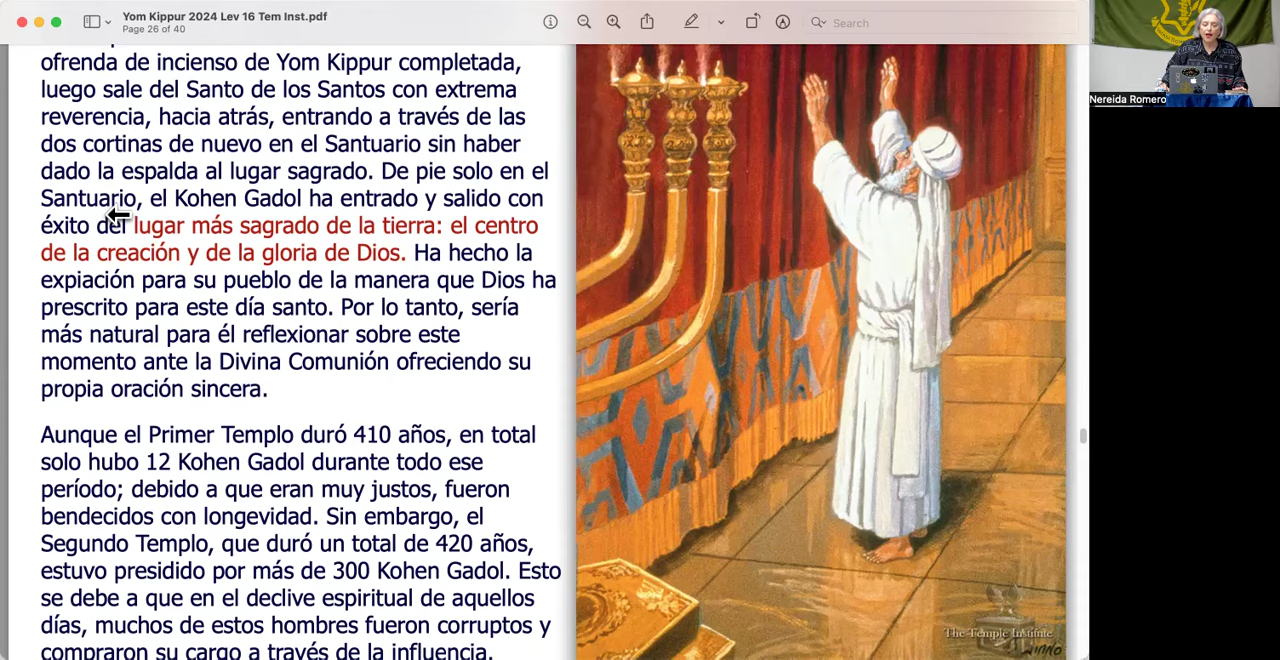 Yom Kippur 2024 Lev 16 Tem Inst.pdf
Page 26 of 40
Search
Nereida Romero
ofrenda de incienso de Yom Kippur completada,
luego sale del Santo de los Santos con extrema
reverencia, hacia atrás, entrando a través de las
dos cortinas de nuevo en el Santuario sin haber
dado la espalda al lugar sagrado. De pie solo en el
Santuario, el Kohen Gadol ha entrado y salido con
éxito del lugar más sagrado de la tierra: el centro
de la creación y de la gloria de Dios. Ha hecho la
expiación para su pueblo de la manera que Dios ha
prescrito para este día santo. Por lo tanto, sería
más natural para él reflexionar sobre este
momento ante la Divina Comunión ofreciendo su
propia oración sincera.
Aunque el Primer Templo duró 410 años, en total
solo hubo 12 Kohen Gadol durante todo ese
período; debido a que eran muy justos, fueron
bendecidos con longevidad. Sin embargo, el
Segundo Templo, que duró un total de 420 años,
estuvo presidido por más de 300 Kohen Gadol. Esto
se debe a que en el declive espiritual de aquellos
días, muchos de estos hombres fueron corruptos y
compraron su cargo a través de la influencia.
The Temple Institute